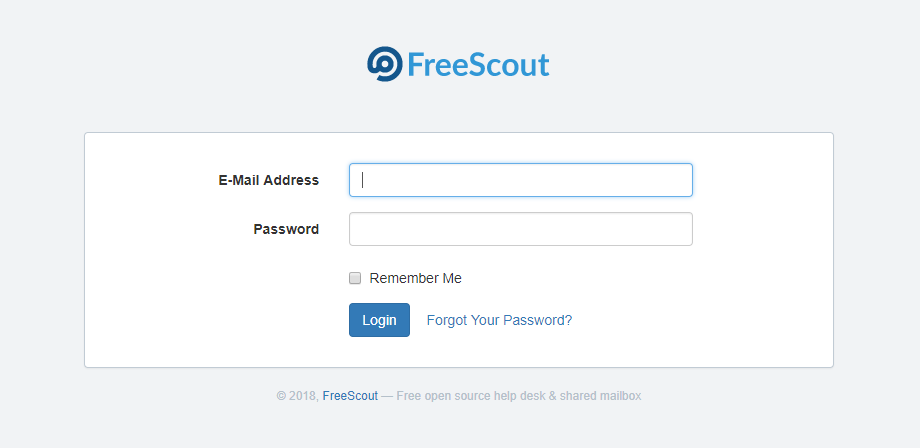 FreeScout
E-Mail Address
Password
Remember Me
Login Forgot Your Password?
© 2018, FreeScout — Free open source help desk & shared mailbox